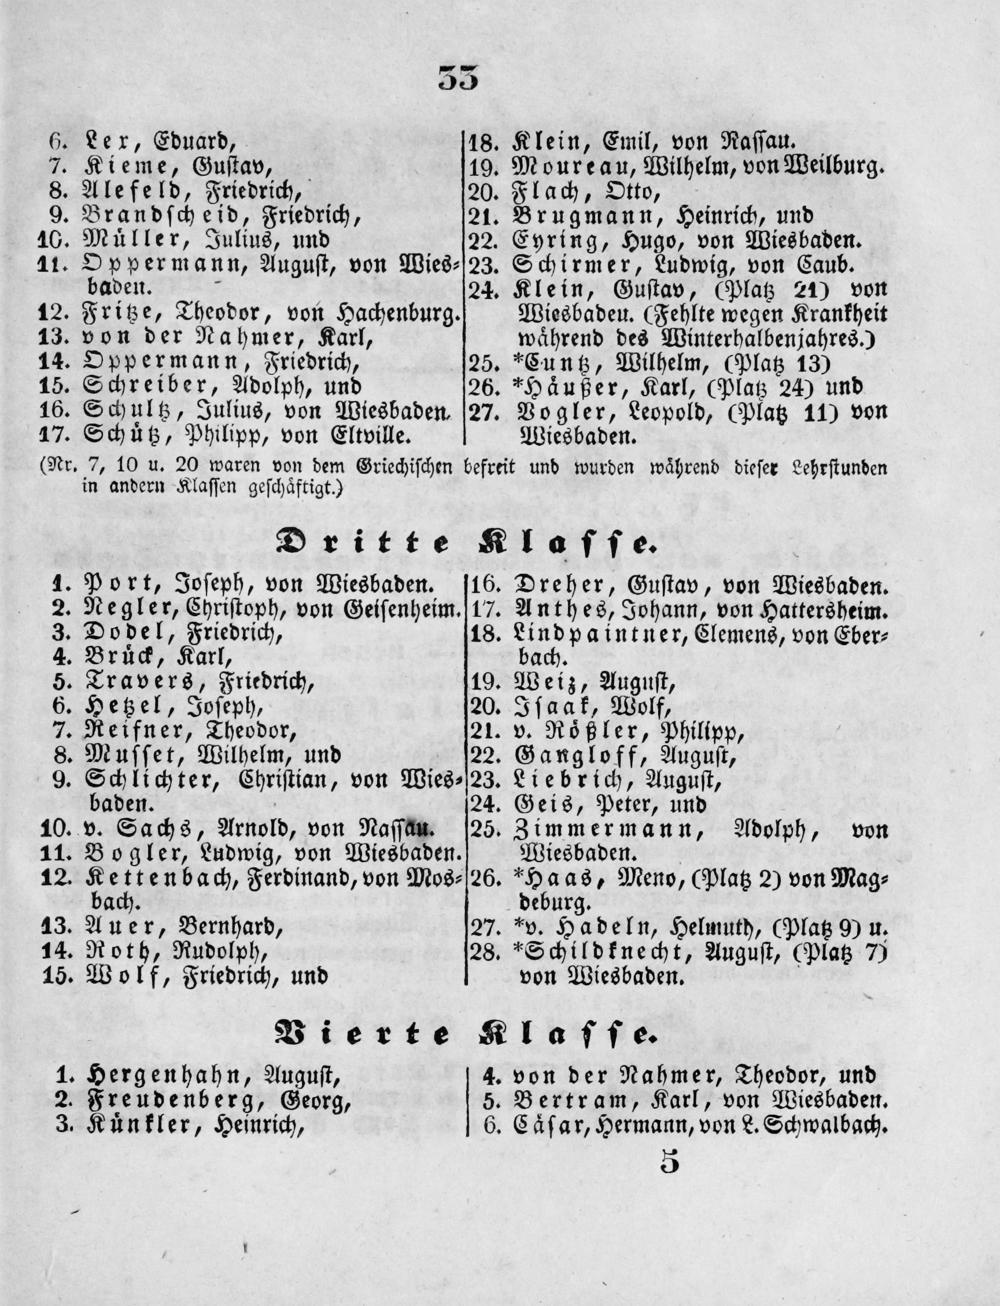 33
6. Lex, Eduard,
7. Kieme, Gustav,
8. Alefeld, Friedrich,
9. Brandscheid, Friedrich,
10. Müller, Julius, und
11. Oppermann, August, von Wies-
baden.
12. Fritze, Theodor, von Hachenburg.
13. von der Nahmer, Karl,
14. Oppermann, Friedrich,
15. Schreiber, Adolph, und
16. Schultz, Julius, von Wiesbaden.
17. Schütz, Philipp, von Eltville.
18. Klein, Emil, von Nassau.
19. Moureau, Wilhelm, von Weilburg.
20. Flach, Otto,
21. Brugmann, Heinrich, und
22. Eyring, Hugo, von Wiesbaden.
23. Schirmer, Ludwig, von Caub.
24. Klein, Gustav, (Platz 21) von
Wiesbaden. (Fehlte wegen Krankheit
während des Winterhalbenjahres.)
25. *Cuntz, Wilhelm, (Platz 13)
26. *Häußer, Karl, (Platz 24) und
27. Vogler, Leopold, (Platz 11) von
Wiesbaden.
(Nr. 7, 10 u. 20 waren von dem Griechischen befreit und wurden während dieser Lehrstunden
in andern Klassen geschäftigt.)
Dritte Klasse.
1. Port, Joseph, von Wiesbaden.
2. Negler, Christoph, von Geisenheim.
3. Dodel, Friedrich,
4. Brück, Karl,
5. Travers, Friedrich,
6. Hetzel, Joseph,
7. Reifner, Theodor,
8. Musset, Wilhelm, und
9. Schlichter, Christian, von Wies-
baden.
10. v. Sachs, Arnold, von Nassau.
11. Vogler, Ludwig, von Wiesbaden.
12. Kettenbach, Ferdinand, von Mos-
bach.
13. Auer, Bernhard,
14. Roth, Rudolph,
15. Wolf, Friedrich, und
16. Dreher, Gustav, von Wiesbaden.
17. Anthes, Johann, von Hattersheim.
18. Lindpaintner, Clemens, von Eber-
bach.
19. Weiz, August,
20. Isaak, Wolf,
21. v. Rößler, Philipp,
22. Gangloff, August,
23. Liebrich, August,
24. Geis, Peter, und
25. Zimmermann, Adolph, von
Wiesbaden.
26. *Haas, Meno, (Platz 2) von Mag-
deburg.
27. *v. Hadeln, Helmuth, (Platz 9) u.
28. *Schildknecht, August, (Platz 7)
von Wiesbaden.
Vierte Klasse.
1. Hergenhahn, August,
2. Freudenberg, Georg,
3. Künkler, Heinrich,
4. von der Nahmer, Theodor, und
5. Bertram, Karl, von Wiesbaden.
6. Cäsar, Hermann, von L. Schwalbach.
5